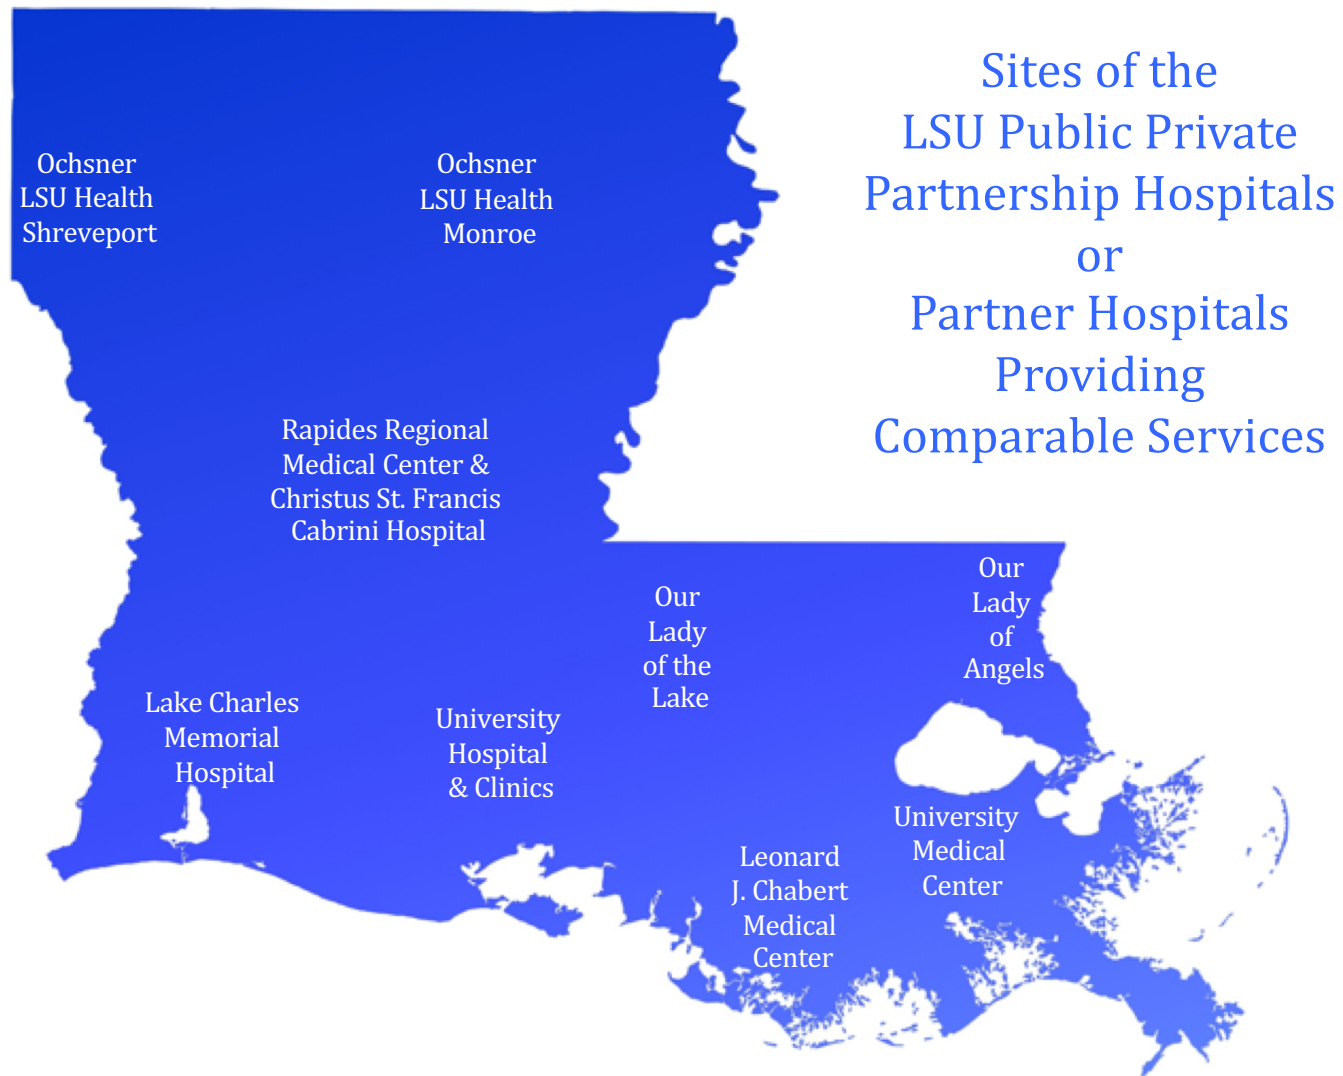 Sites of the
LSU Public Private
Partnership Hospitals
or
Partner Hospitals
Providing
Comparable Services
Ochsner
LSU Health
Shreveport
Ochsner
LSU Health
Monroe
Rapides Regional
Medical Center &
Christus St. Francis
Cabrini Hospital
Our
Lady
of the
Lake
Our
Lady
of
Angels
Lake Charles
Memorial
Hospital
University
Hospital
& Clinics
University
Medical
Center
Leonard
J. Chabert
Medical
Center